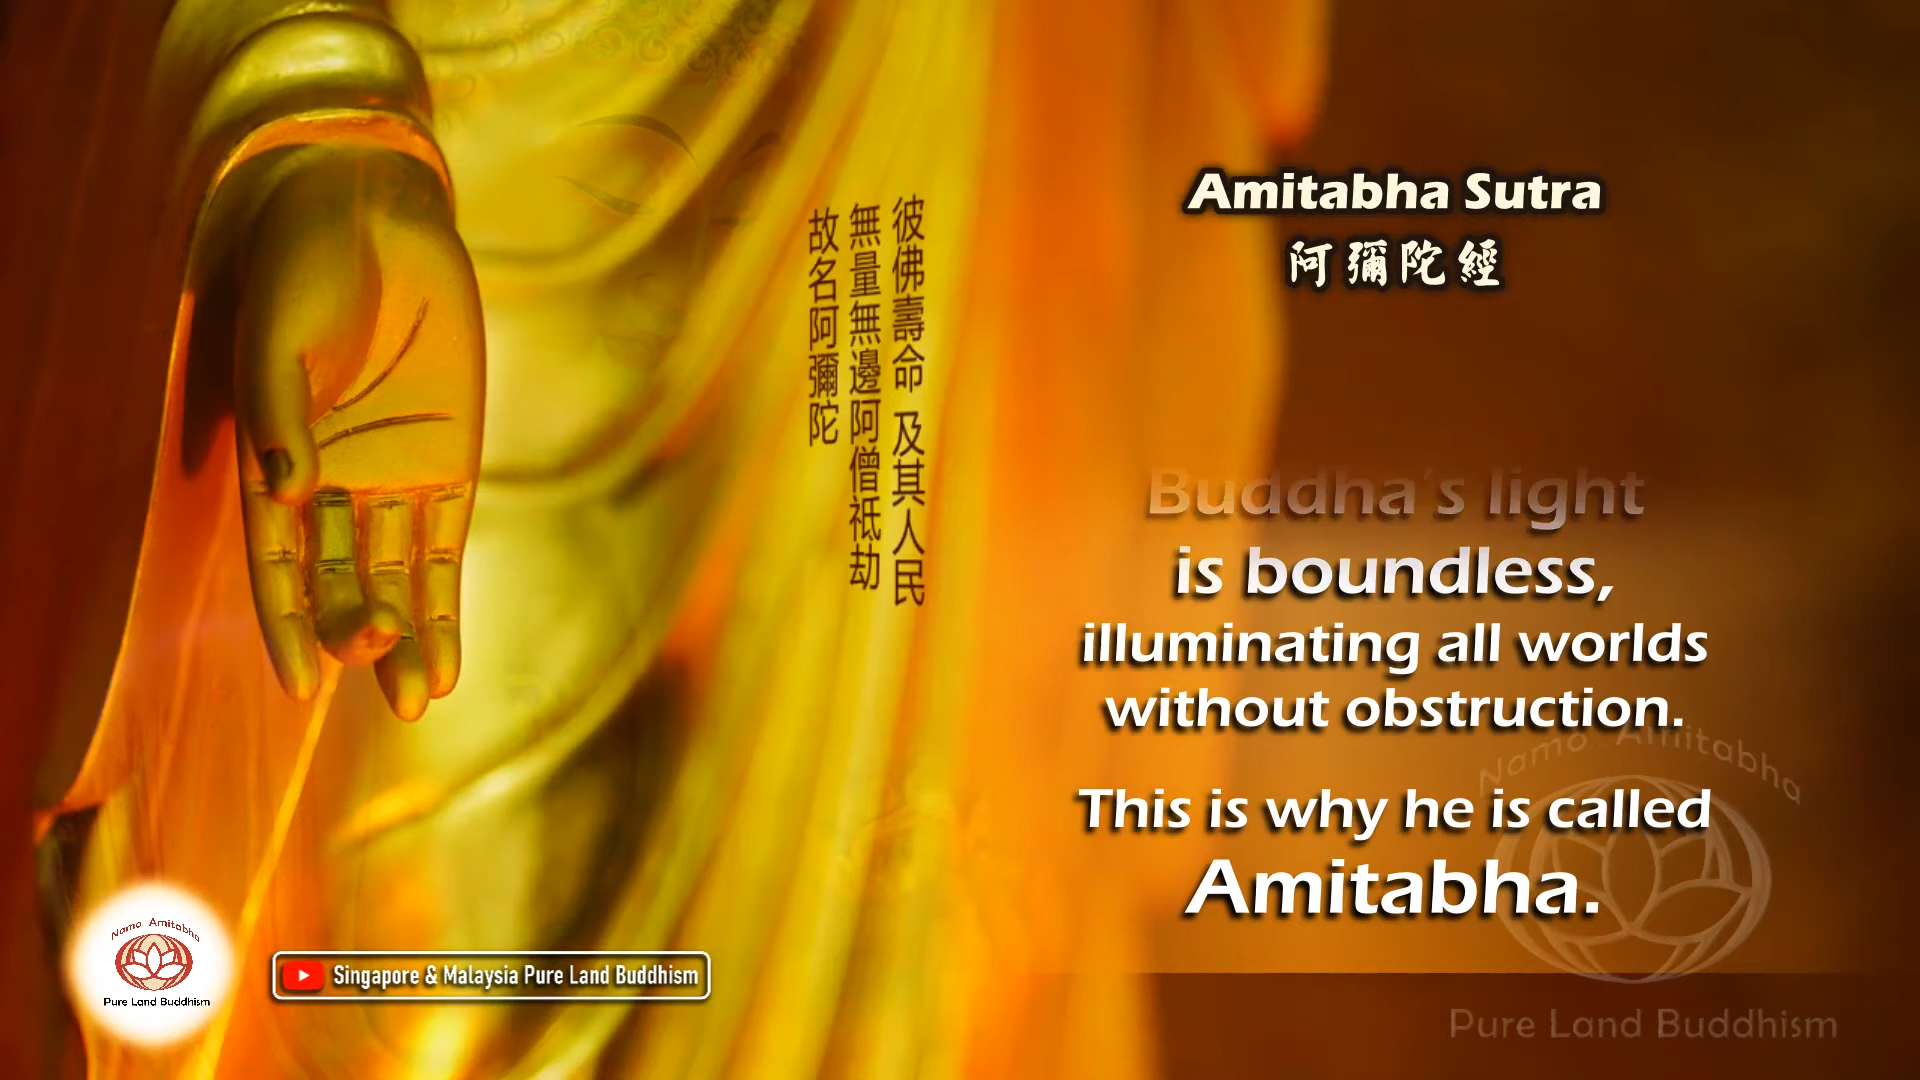 彼佛壽命 及其人民
無量無邊阿僧祇劫
故名阿彌陀
Amitabha Sutra
阿彌陀經
Buddha's light
is boundless,
illuminating all worlds
without obstruction.
This is why he is called
Amitabha.
Namo Amitabha
Pure Land Buddhism
Singapore & Malaysia Pure Land Buddhism
Namo Amitabha
Pure Land Buddhism